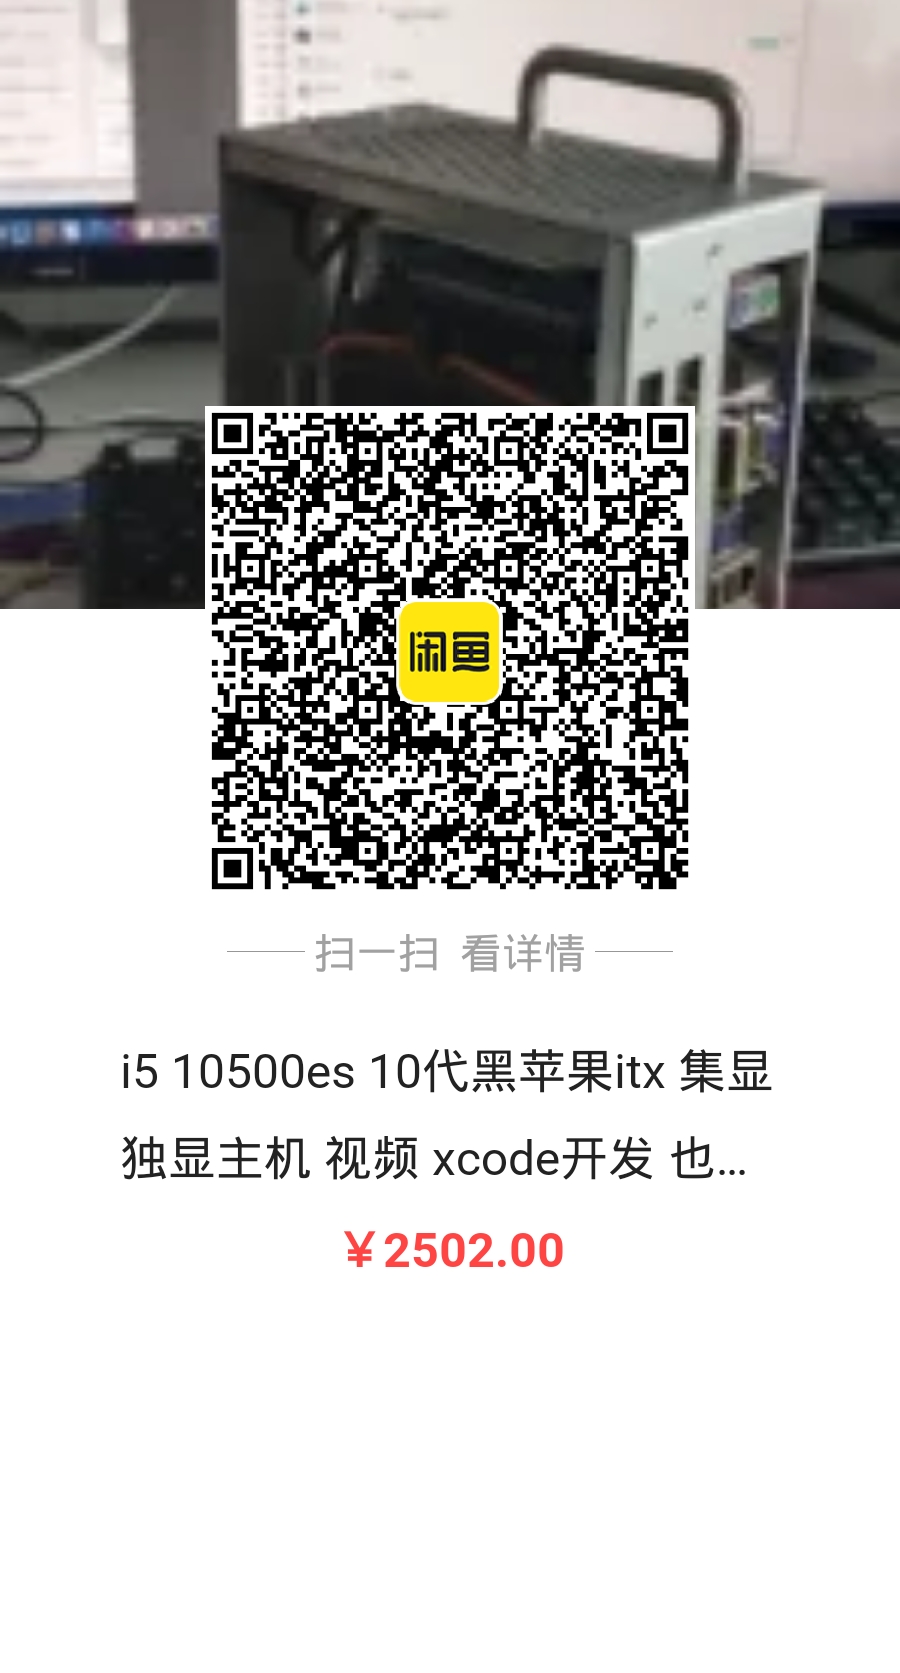 闲鱼
扫一扫 看详情
i5 10500es 10代黑苹果itx 集显
独显主机 视频 xcode开发 也...
￥2502.00